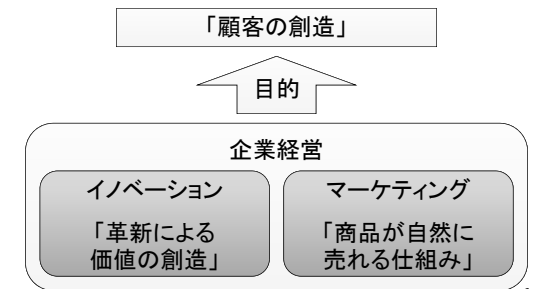 「顧客の創造」
目的
企業経営
イノベーション
「革新による
価値の創造」
マーケティング
「商品が自然に
売れる仕組み」